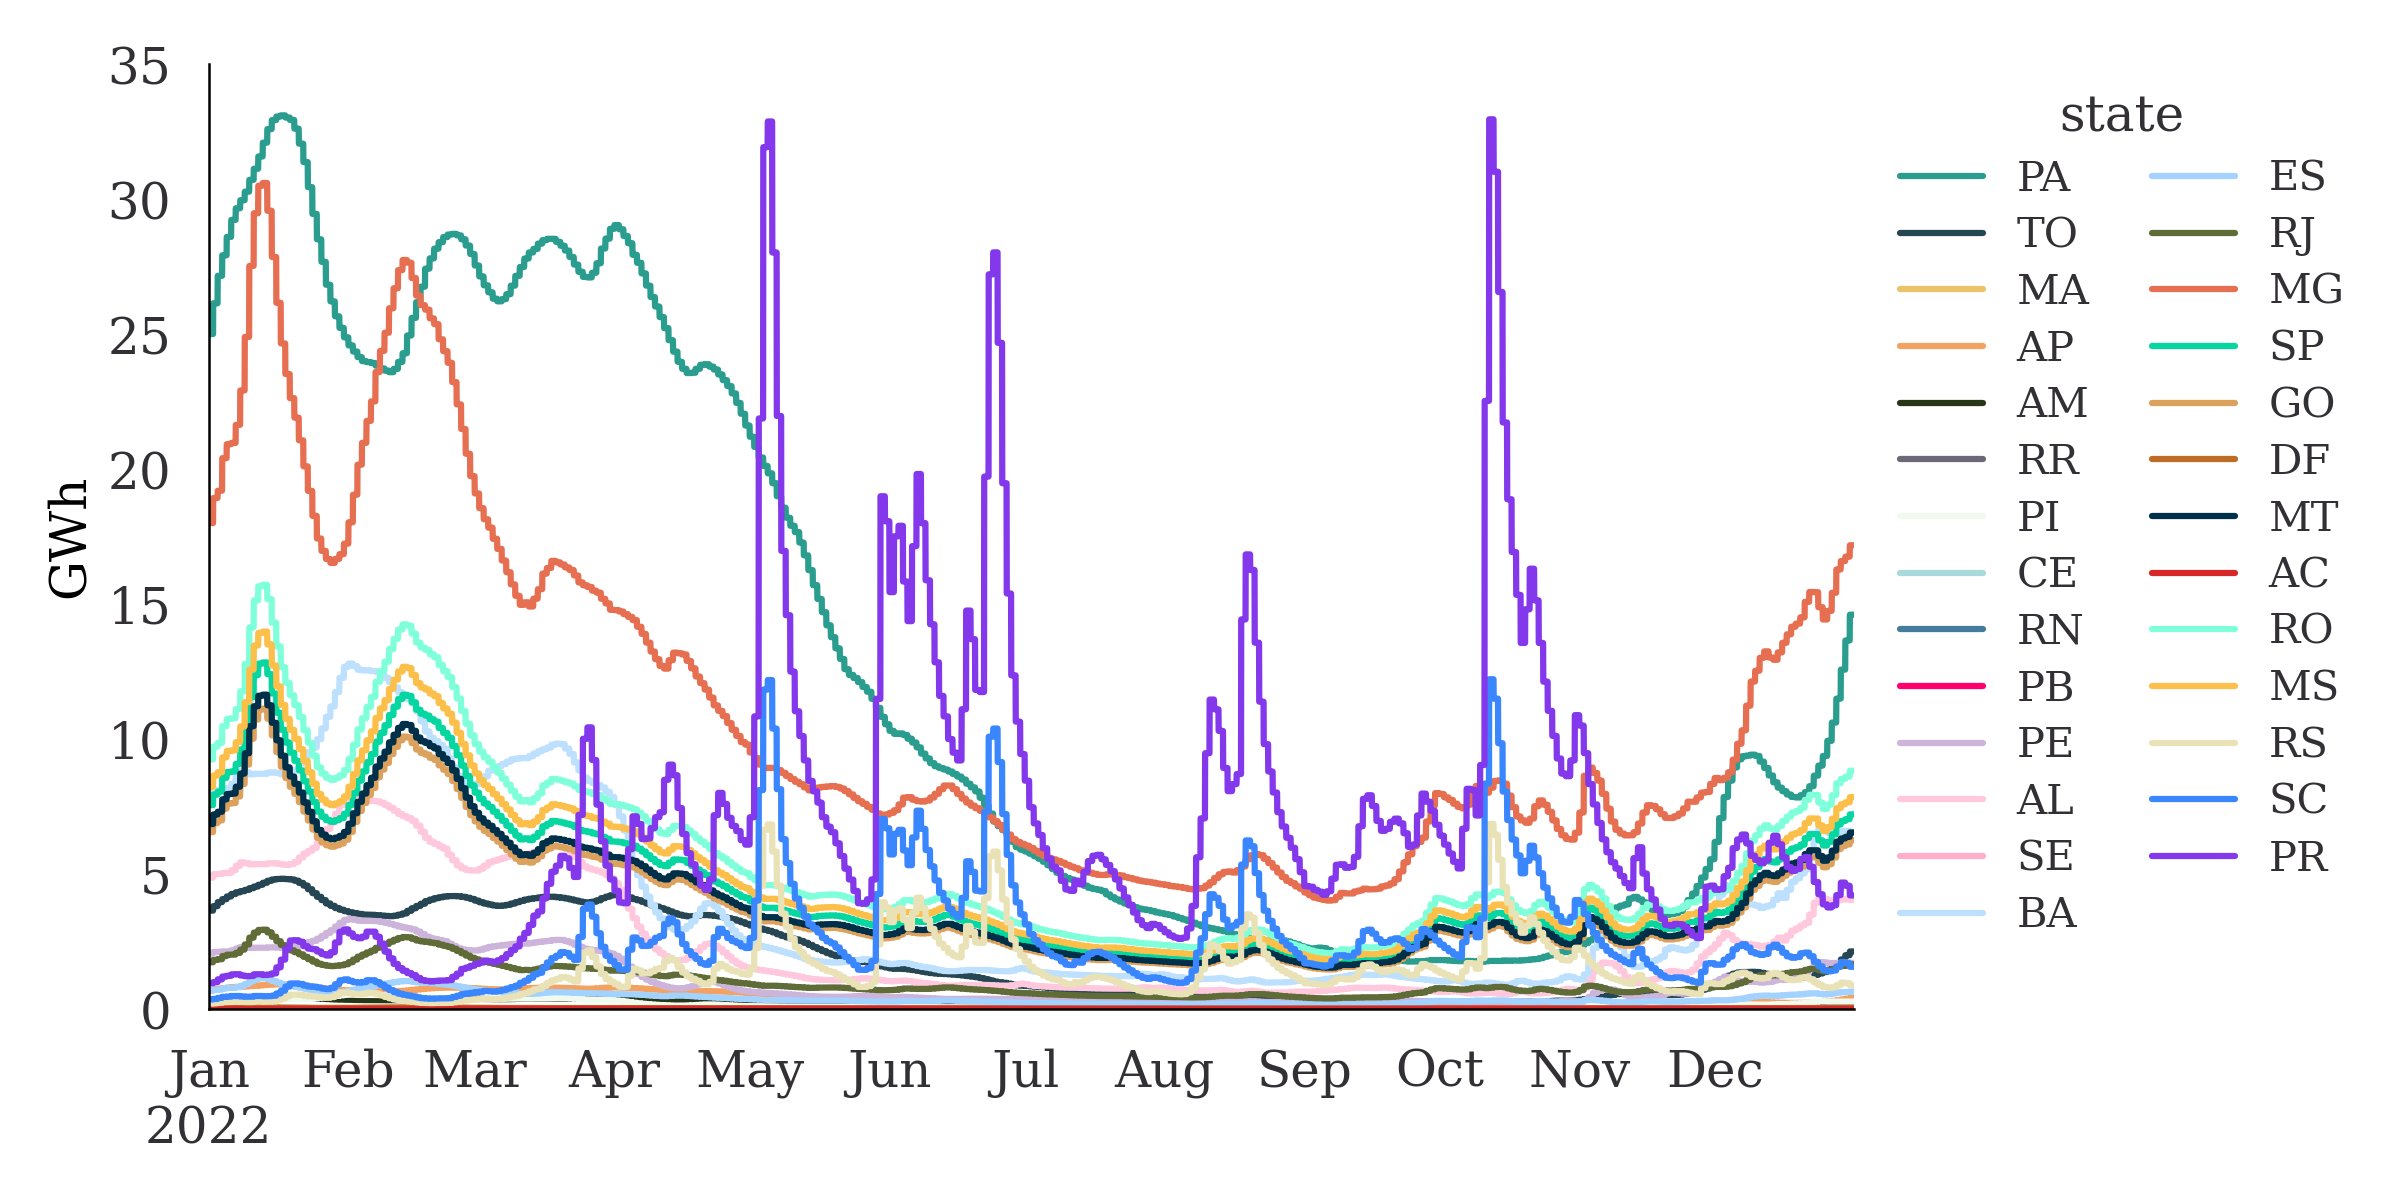 35
30
25
20
15
10
5
0
GWh
Jan Feb Mar Apr May Jun Jul Aug Sep Oct Nov Dec
2022
state
PA ES
TO RJ
MA MG
AP SP
AM GO
RR DF
PI MT
CE AC
RN RO
PB MS
PE RS
AL SC
SE PR
BA